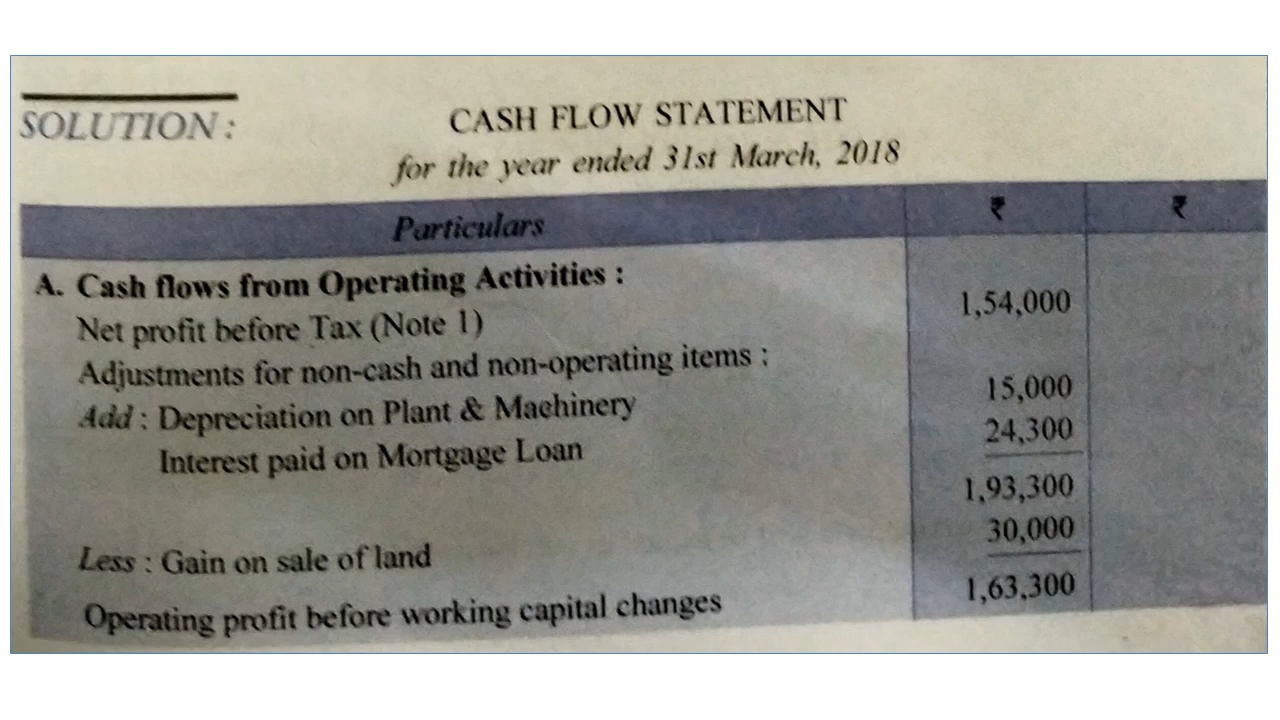 SOLUTION :
CASH FLOW STATEMENT
for the year ended 31st March, 2018
Particulars ₹ ₹
A. Cash flows from Operating Activities :
Net profit before Tax (Note 1) 1,54,000
Adjustments for non-cash and non-operating items :
Add : Depreciation on Plant & Machinery 15,000
Interest paid on Mortgage Loan 24,300
1,93,300
Less : Gain on sale of land 30,000
Operating profit before working capital changes 1,63,300